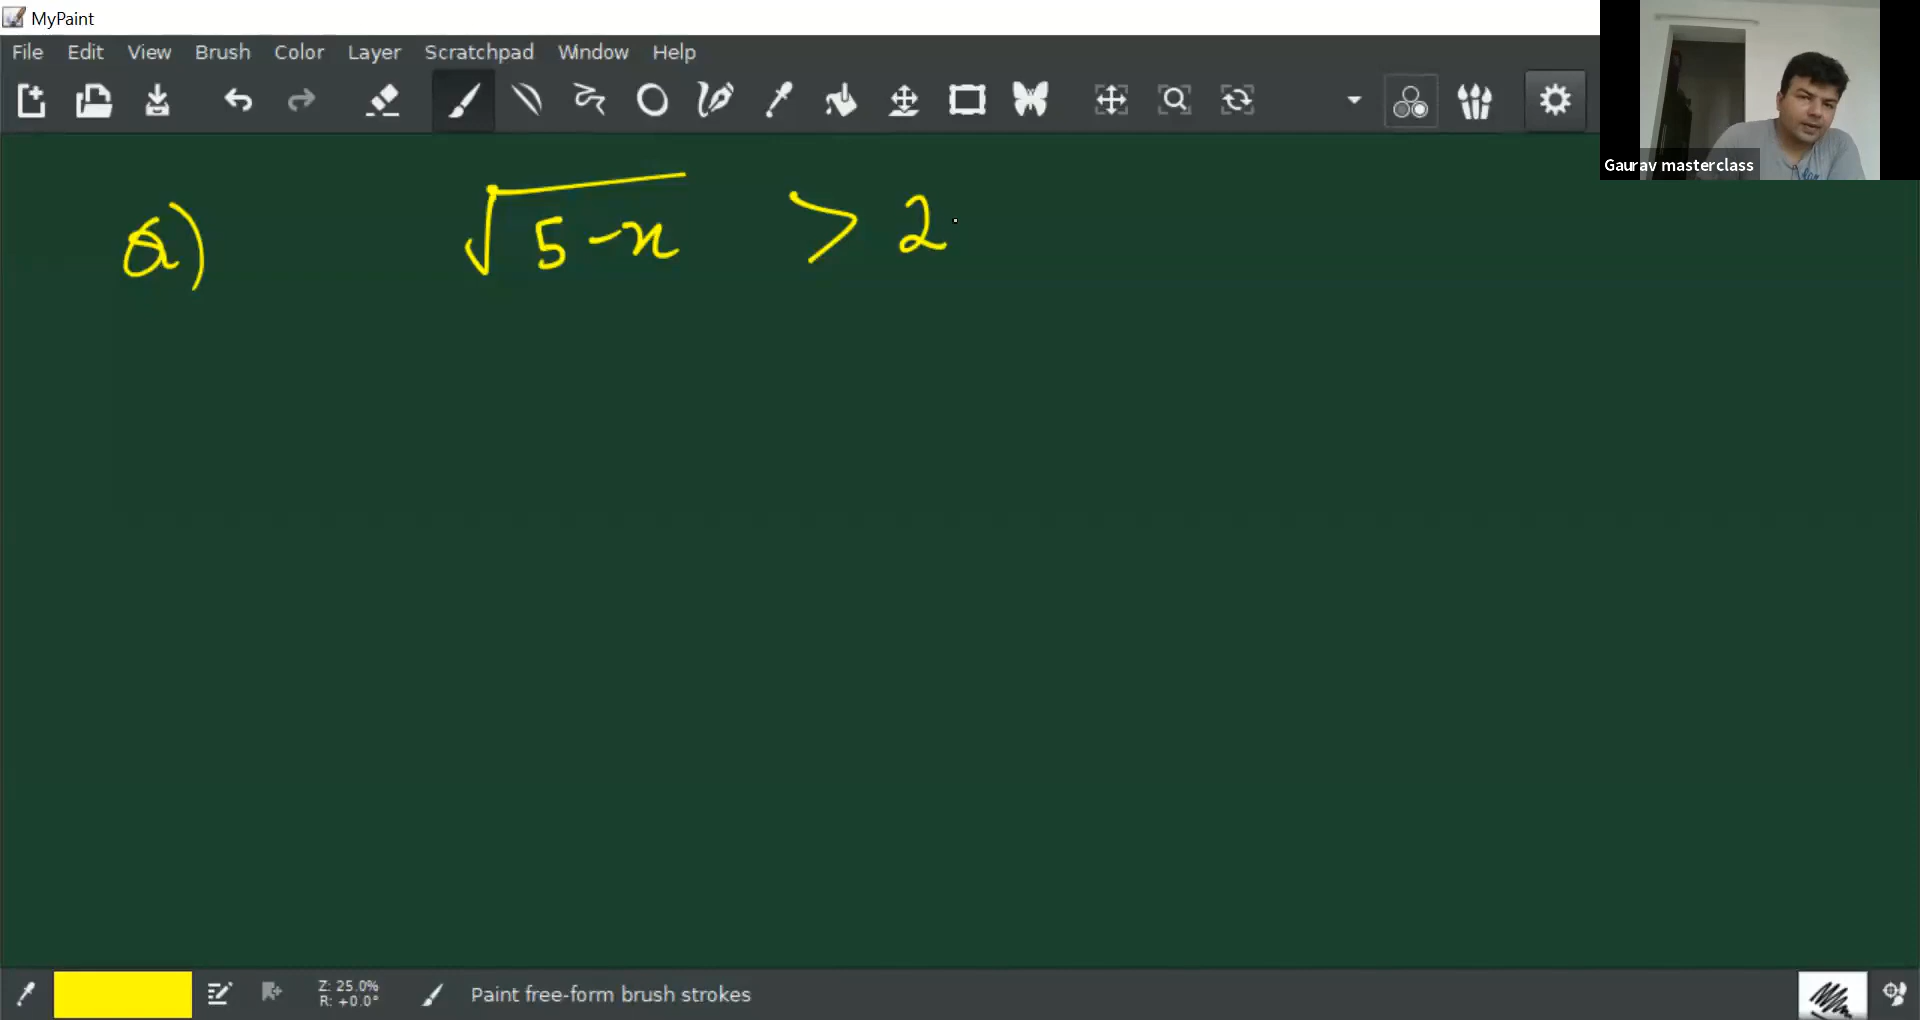 MyPaint
File Edit View Brush Color Layer Scratchpad Window Help
Gaurav masterclass
Q) √5-x > 2
Z: 25.0%
R: +0.0°
Paint free-form brush strokes